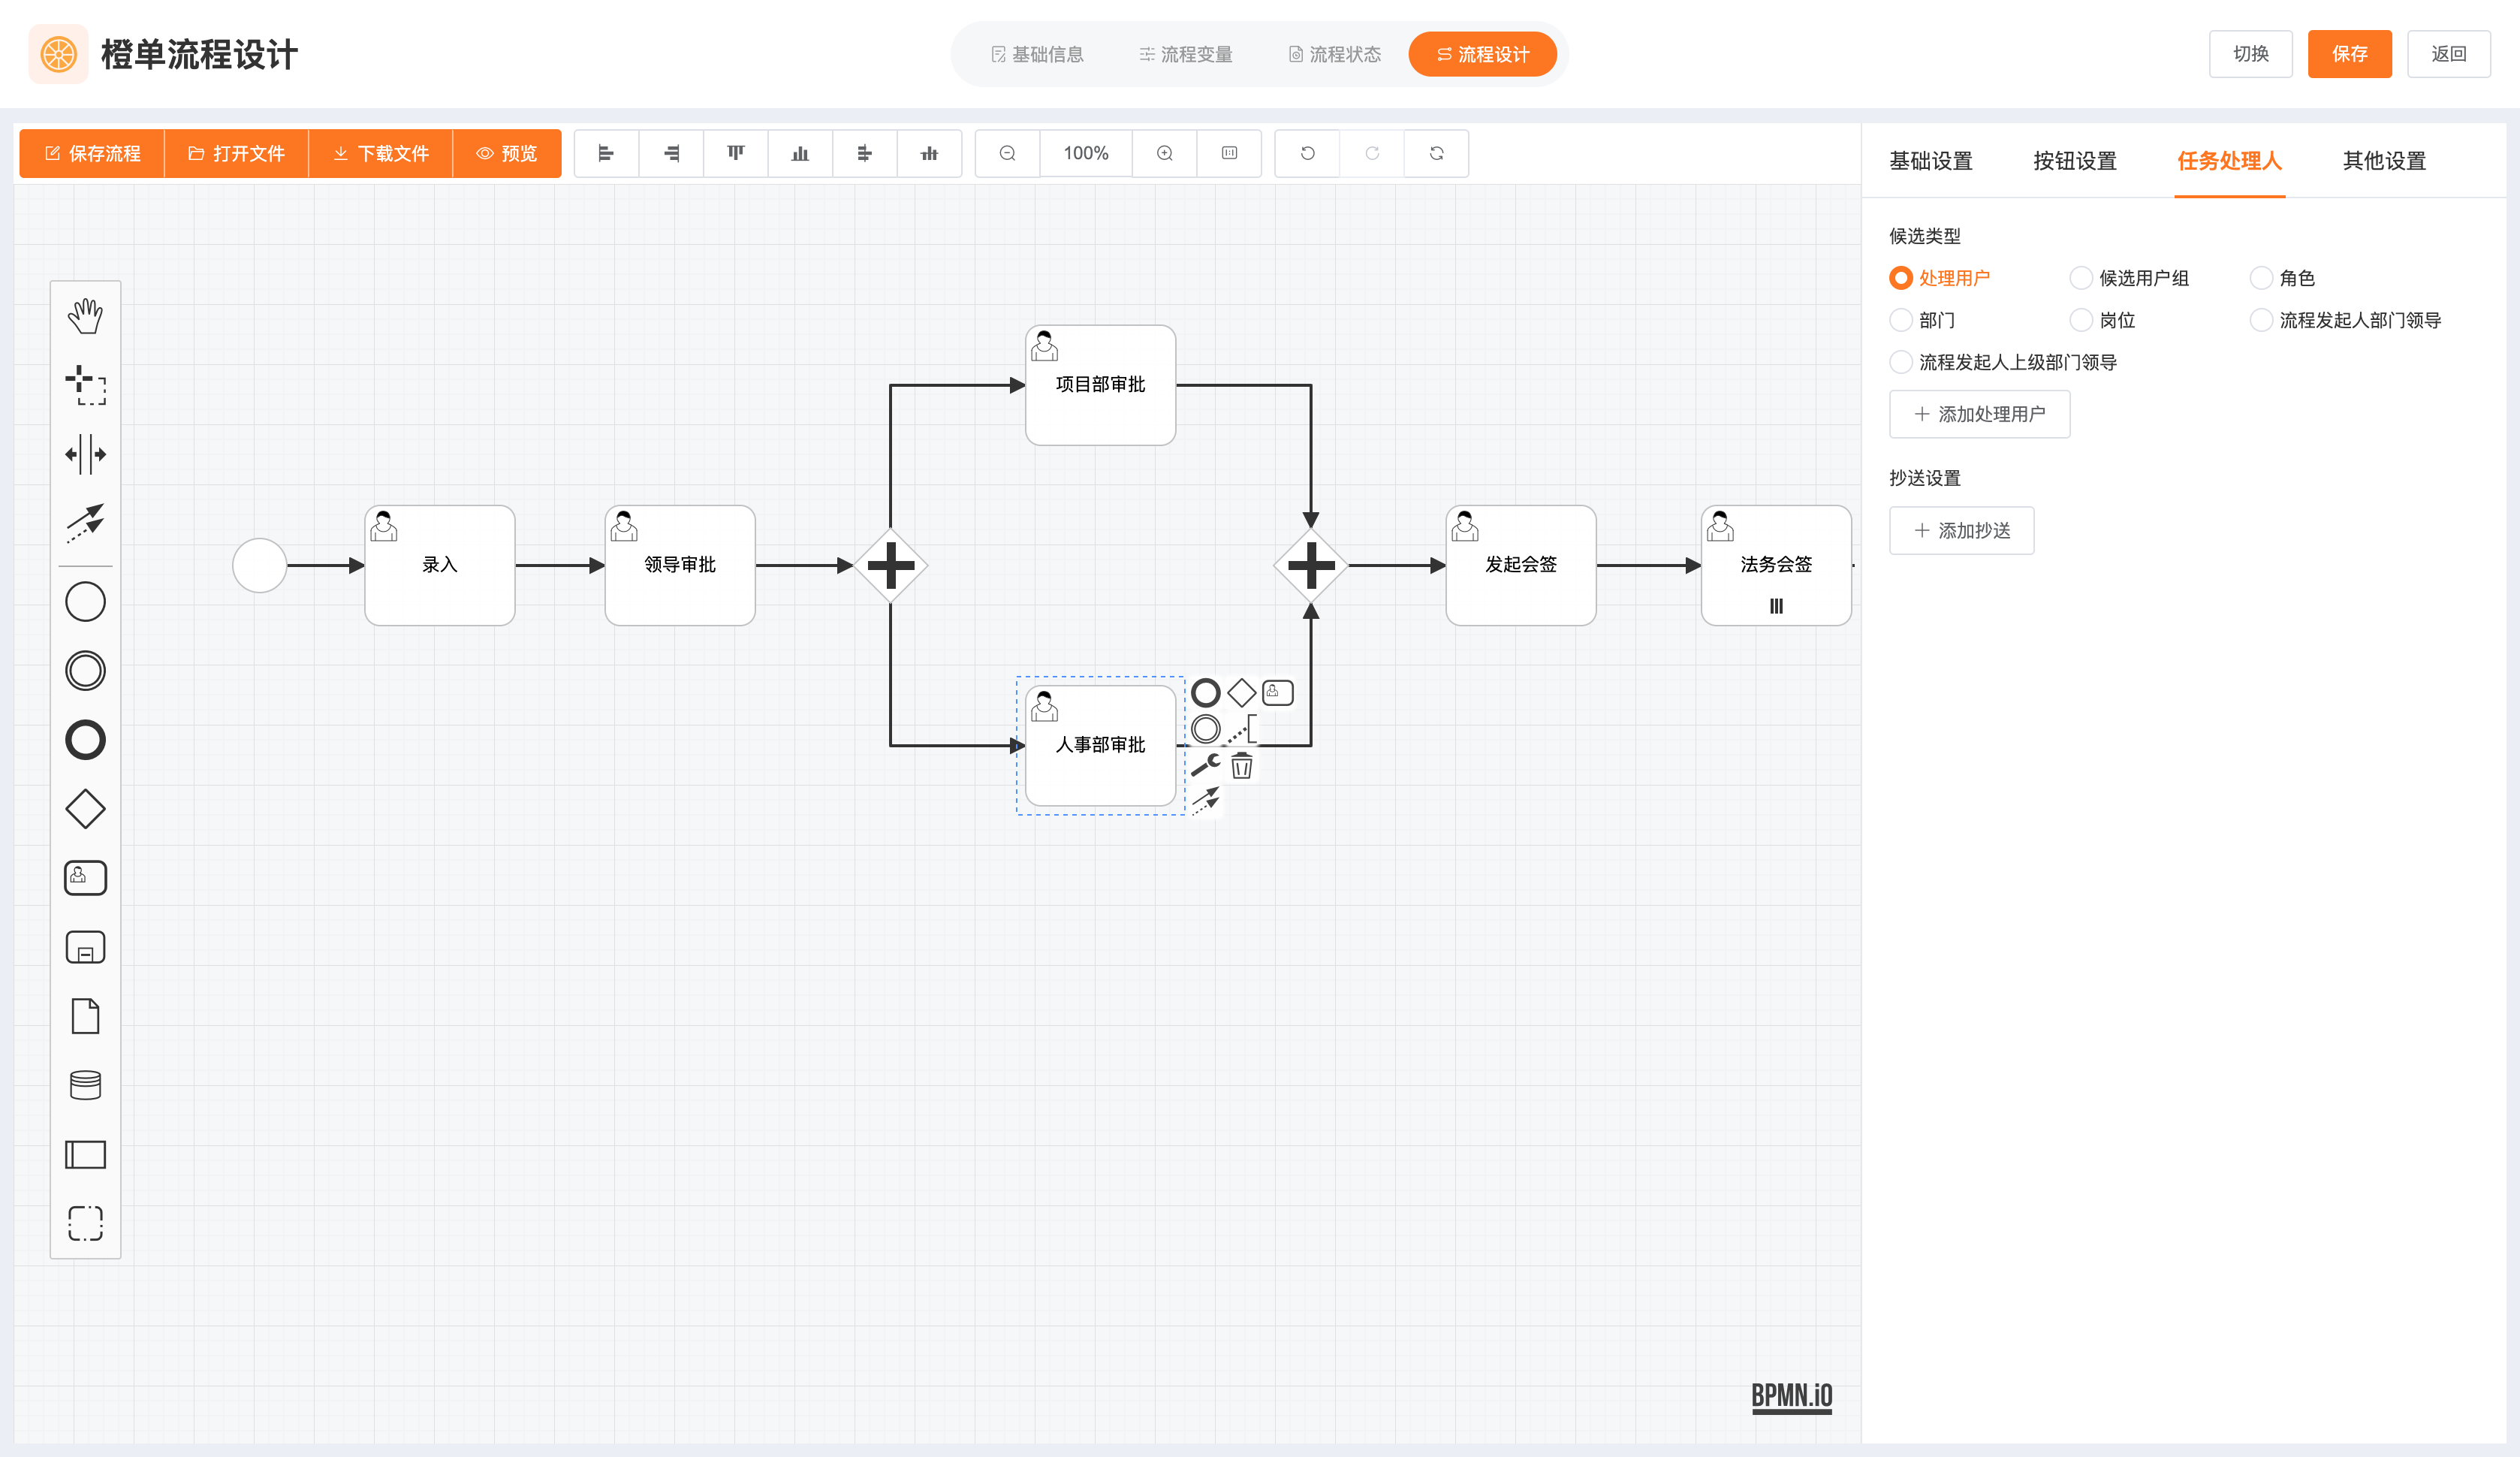 橙单流程设计
基础信息
流程变量
流程状态
流程设计
切换
保存
返回
保存流程
打开文件
下载文件
预览
100%
基础设置
按钮设置
任务处理人
其他设置
候选类型
处理用户
候选用户组
角色
部门
岗位
流程发起人部门领导
流程发起人上级部门领导
添加处理用户
抄送设置
添加抄送
项目部审批
录入
领导审批
发起会签
法务会签
人事部审批
BPMN.iO